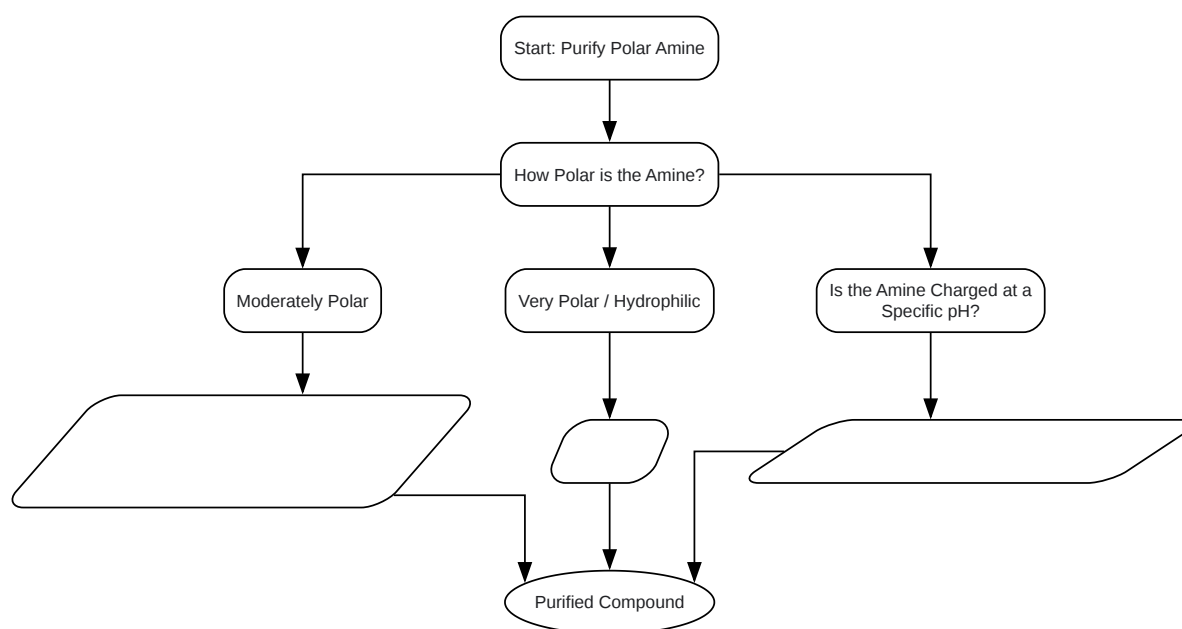 Start: Purify Polar Amine
How Polar is the Amine?
Moderately Polar
Very Polar / Hydrophilic
Is the Amine Charged at a
Specific pH?
Purified Compound